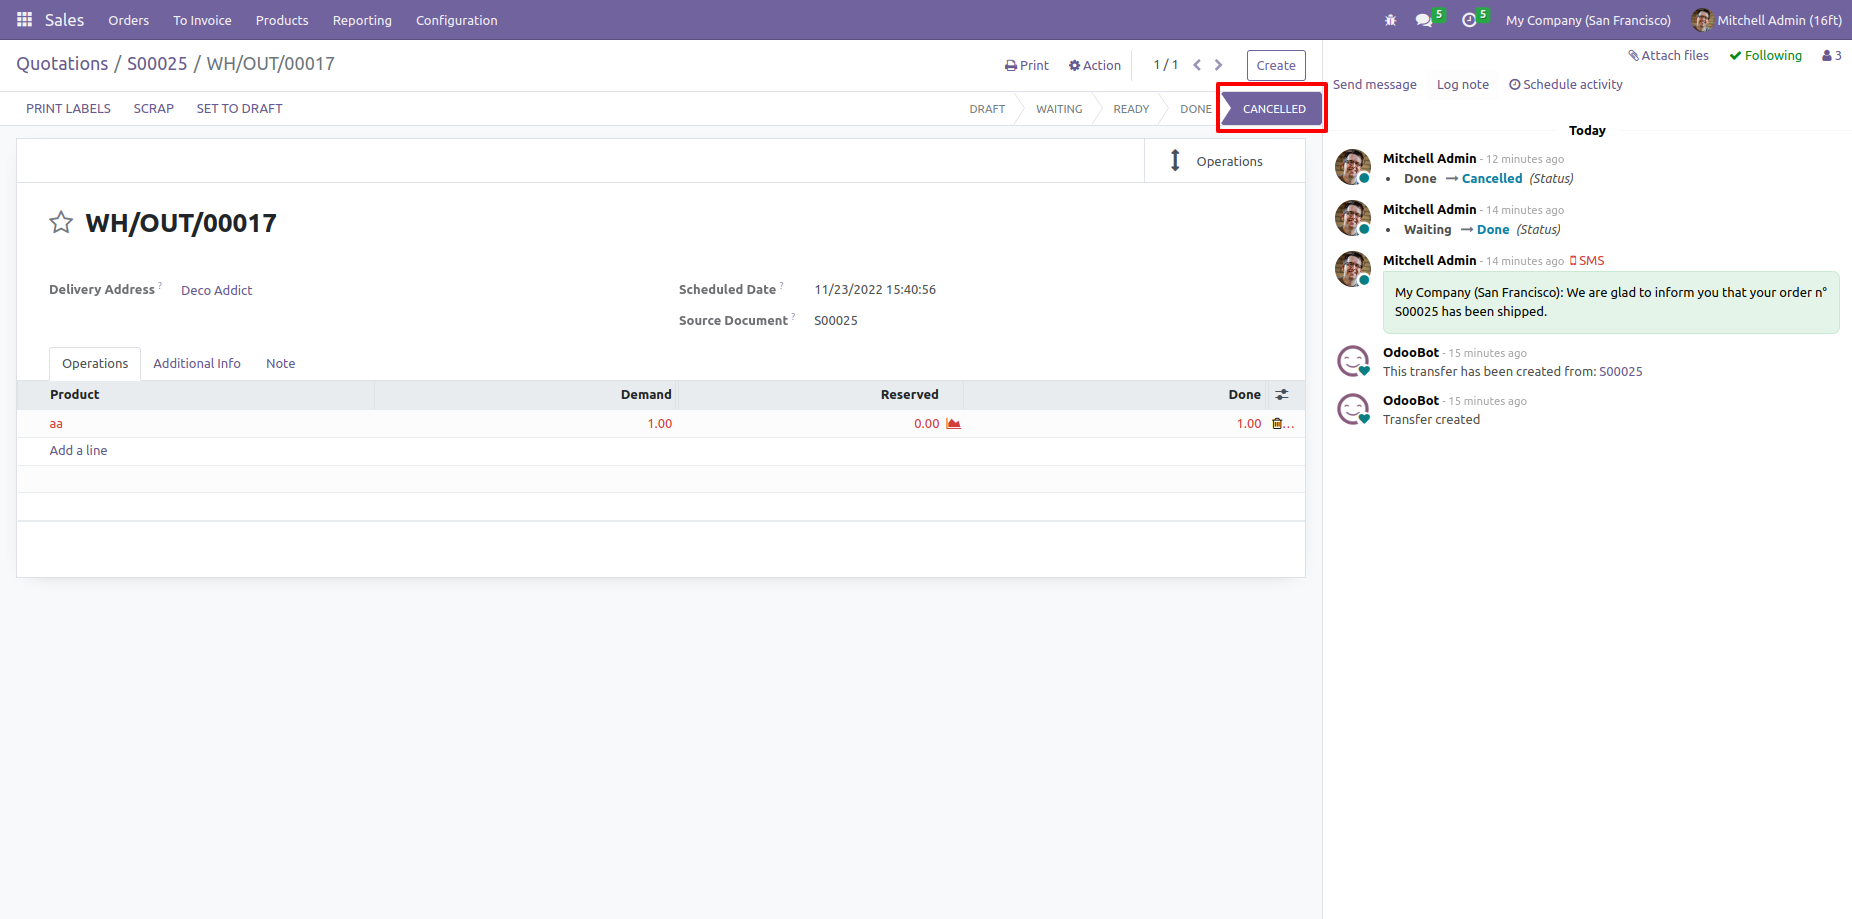 Sales Orders To Invoice Products Reporting Configuration 5 5 My Company (San Francisco) Mitchell Admin (16ft)
Quotations / S00025 / WH/OUT/00017 Print Action 1 / 1 Create
PRINT LABELS SCRAP SET TO DRAFT DRAFT WAITING READY DONE CANCELLED
Operations
WH/OUT/00017
Delivery Address ? Deco Addict Scheduled Date ? 11/23/2022 15:40:56
Source Document ? S00025
Operations Additional Info Note
Product Demand Reserved Done
aa 1.00 0.00 1.00 ...
Add a line
Attach files Following 3
Send message Log note Schedule activity
Today
Mitchell Admin - 12 minutes ago
• Done → Cancelled (Status)
Mitchell Admin - 14 minutes ago
• Waiting → Done (Status)
Mitchell Admin - 14 minutes ago SMS
My Company (San Francisco): We are glad to inform you that your order n°
S00025 has been shipped.
OdooBot - 15 minutes ago
This transfer has been created from: S00025
OdooBot - 15 minutes ago
Transfer created